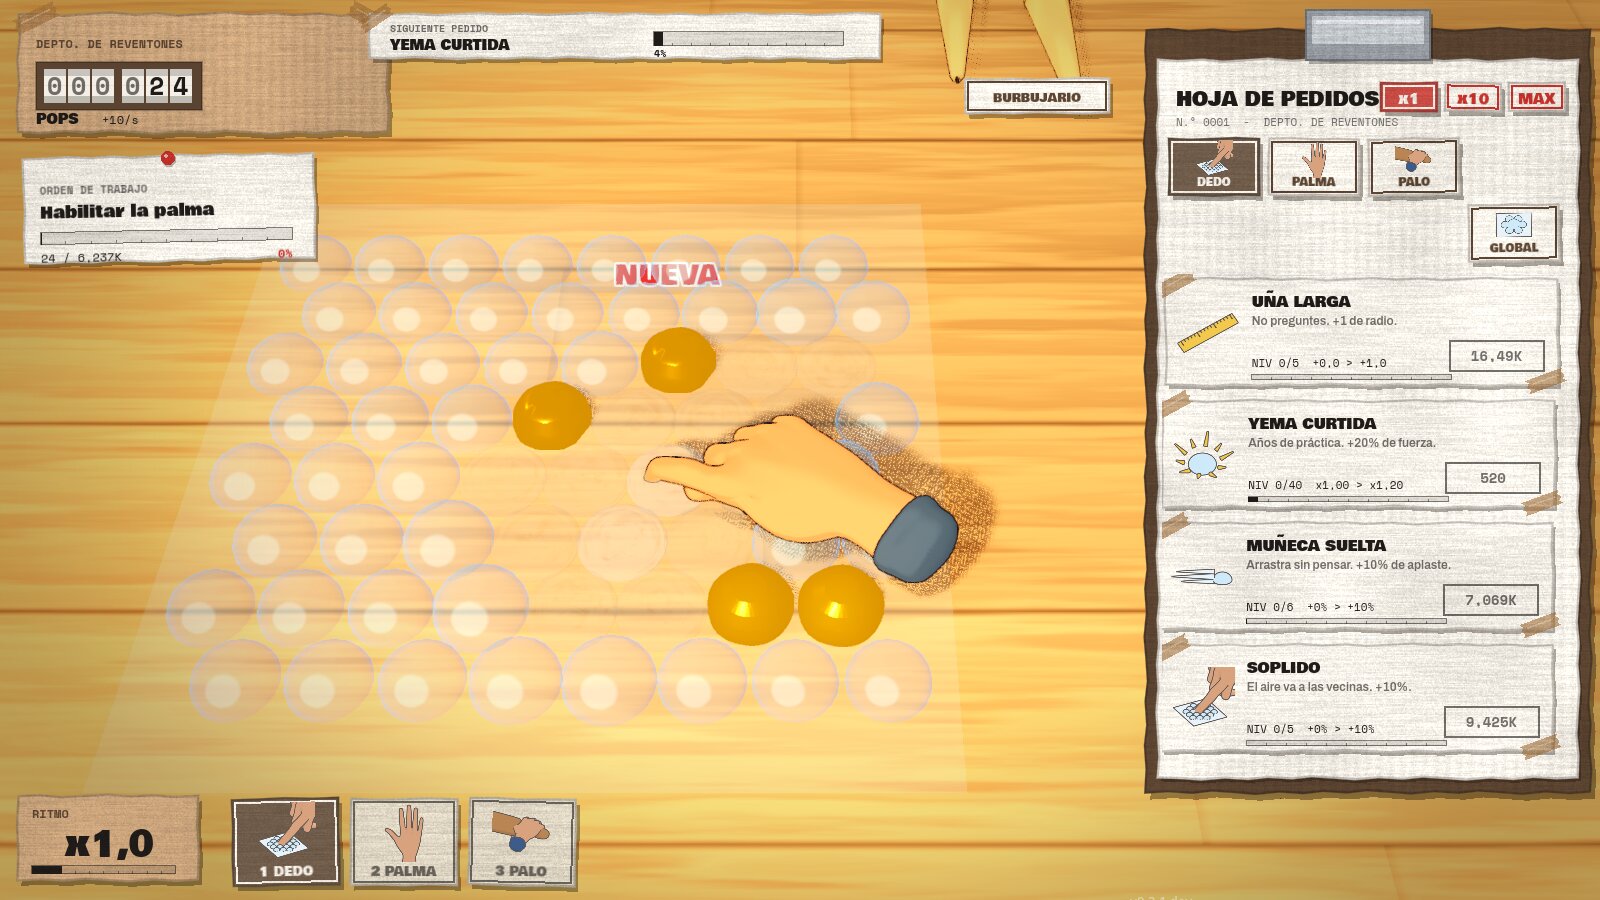 DEPTO. DE REVENTONES
000 024
POPS +10/s
SIGUIENTE PEDIDO
YEMA CURTIDA
4%
BURBUJARIO
ORDEN DE TRABAJO
Habilitar la palma
24 / 6,237K 0%
NUEVA
HOJA DE PEDIDOS x1 x10 MAX
N.º 0001 - DEPTO. DE REVENTONES
DEDO PALMA PALO
GLOBAL
UÑA LARGA
No preguntes. +1 de radio.
NIV 0/5 +0,0 > +1,0
16,49K
YEMA CURTIDA
Años de práctica. +20% de fuerza.
NIV 0/40 x1,00 > x1,20
520
MUÑECA SUELTA
Arrastra sin pensar. +10% de aplaste.
NIV 0/6 +0% > +10%
7,069K
SOPLIDO
El aire va a las vecinas. +10%.
NIV 0/5 +0% > +10%
9,425K
RITMO
x1,0
1 DEDO
2 PALMA
3 PALO